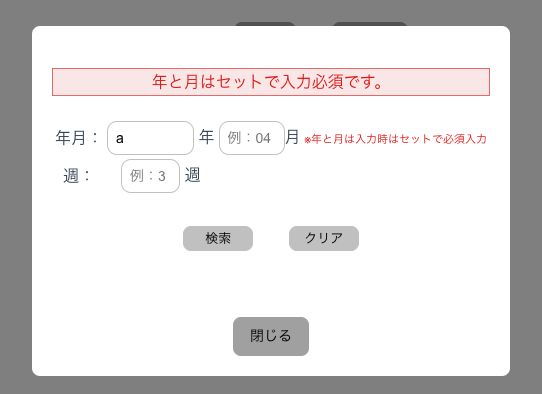 年と月はセットで入力必須です。
年月： a 年 例：04 月 ※年と月は入力時はセットで必須入力
週： 例：3 週
検索 クリア
閉じる